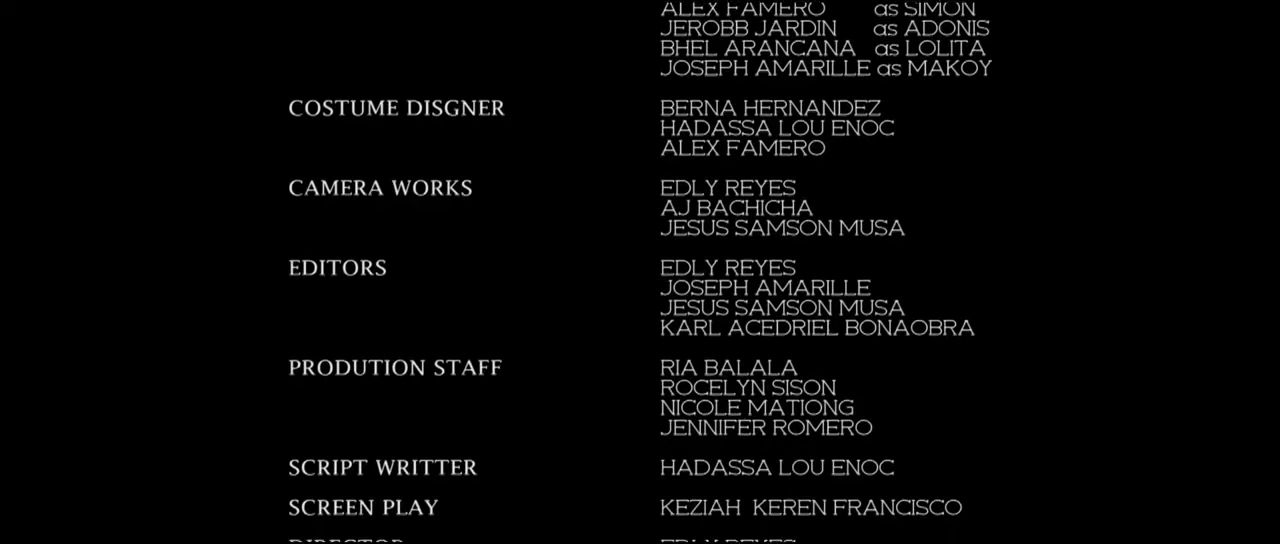 ALEX FAMERO as SIMON
JEROBB JARDIN as ADONIS
BHEL ARANCANA as LOLITA
JOSEPH AMARILLE as MAKOY
COSTUME DISGNER BERNA HERNANDEZ
HADASSA LOU ENOC
ALEX FAMERO
CAMERA WORKS EDLY REYES
AJ BACHICHA
JESUS SAMSON MUSA
EDITORS EDLY REYES
JOSEPH AMARILLE
JESUS SAMSON MUSA
KARL ACEDRIEL BONAOBRA
PRODUTION STAFF RIA BALALA
ROCELYN SISON
NICOLE MATIONG
JENNIFER ROMERO
SCRIPT WRITTER HADASSA LOU ENOC
SCREEN PLAY KEZIAH KEREN FRANCISCO
DIRECTOR EDLY REYES